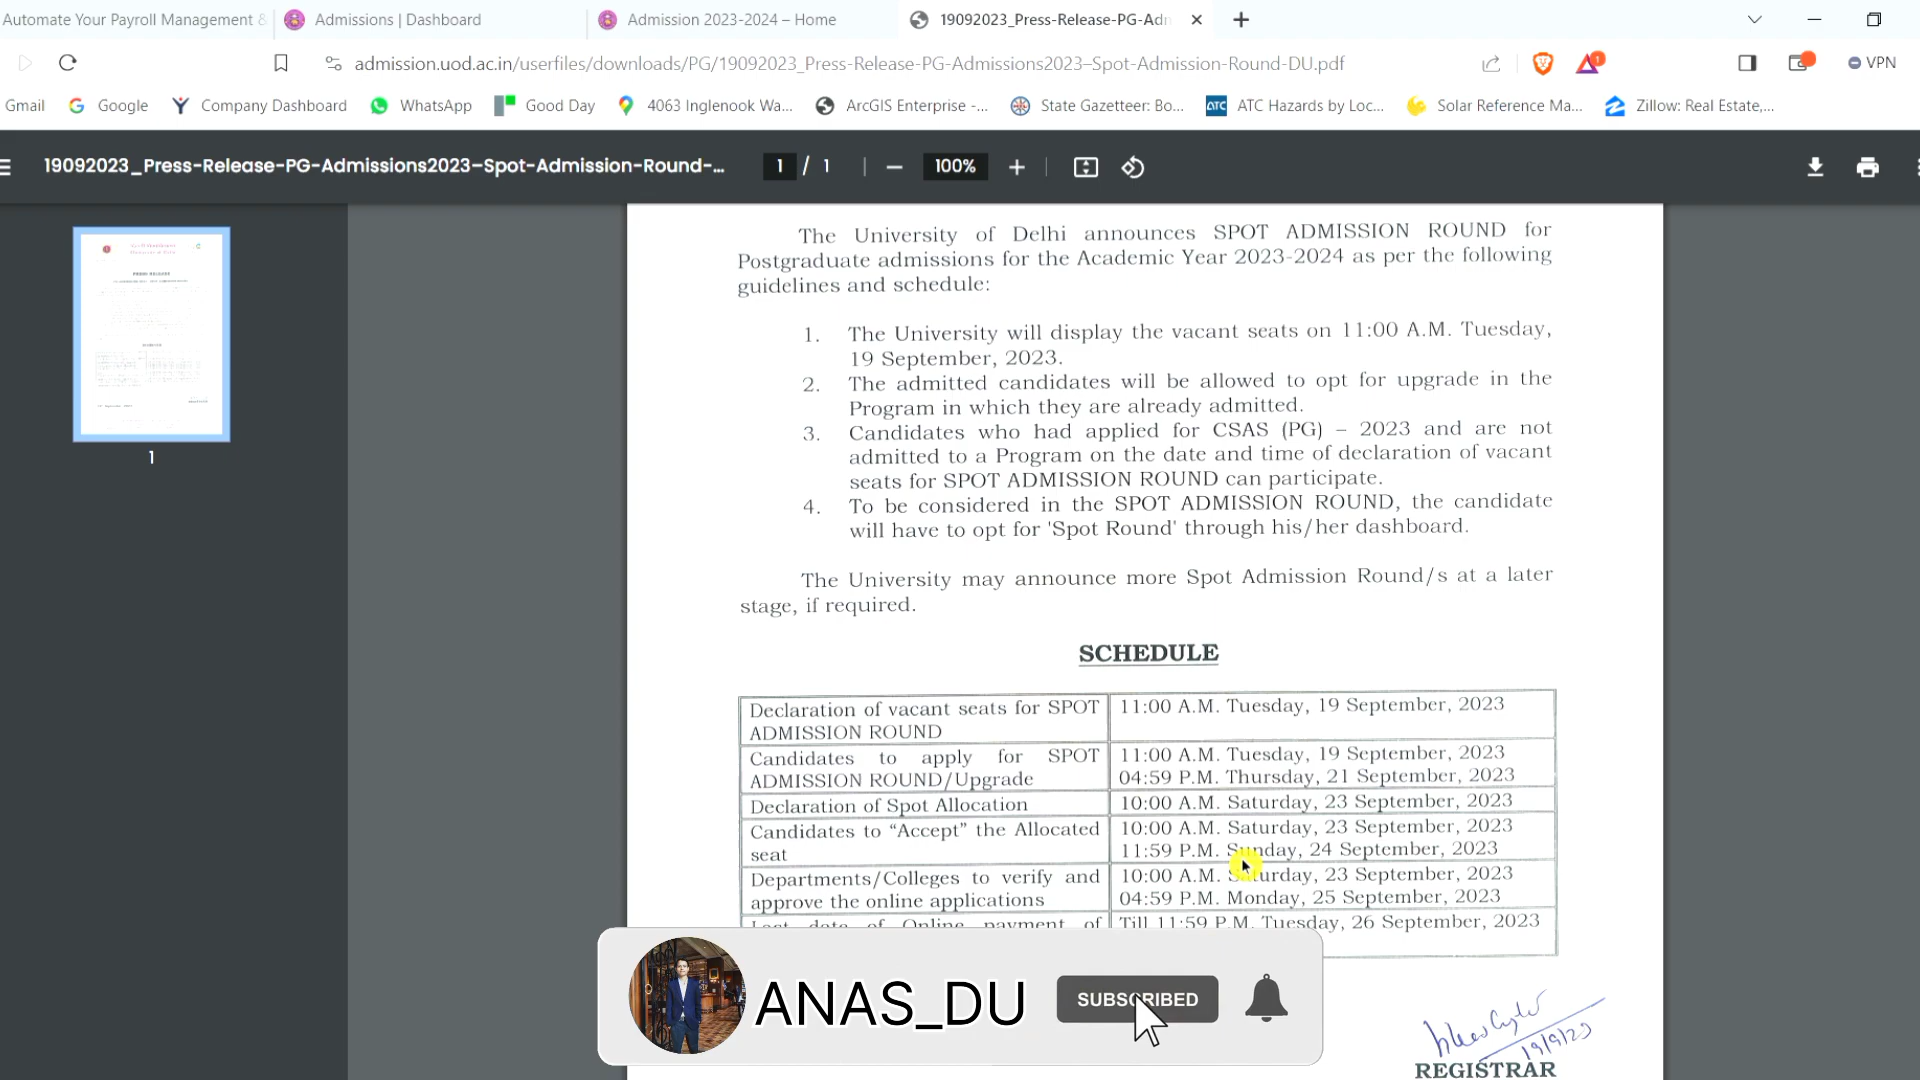 Automate Your Payroll Management &
Admissions | Dashboard
Admission 2023-2024 – Home
19092023_Press-Release-PG-Adn
admission.uod.ac.in/userfiles/downloads/PG/19092023_Press-Release-PG-Admissions2023–Spot-Admission-Round-DU.pdf
VPN
Gmail
Google
Company Dashboard
WhatsApp
Good Day
4063 Inglenook Wa...
ArcGIS Enterprise -...
State Gazetteer: Bo...
ATC Hazards by Loc...
Solar Reference Ma...
Zillow: Real Estate,...
19092023_Press-Release-PG-Admissions2023–Spot-Admission-Round-...
1 / 1
100%
1
The University of Delhi announces SPOT ADMISSION ROUND for
Postgraduate admissions for the Academic Year 2023-2024 as per the following
guidelines and schedule:
1. The University will display the vacant seats on 11:00 A.M. Tuesday,
19 September, 2023.
2. The admitted candidates will be allowed to opt for upgrade in the
Program in which they are already admitted.
3. Candidates who had applied for CSAS (PG) – 2023 and are not
admitted to a Program on the date and time of declaration of vacant
seats for SPOT ADMISSION ROUND can participate.
4. To be considered in the SPOT ADMISSION ROUND, the candidate
will have to opt for 'Spot Round' through his/her dashboard.
The University may announce more Spot Admission Round/s at a later
stage, if required.
SCHEDULE
Declaration of vacant seats for SPOT
ADMISSION ROUND
11:00 A.M. Tuesday, 19 September, 2023
Candidates to apply for SPOT
ADMISSION ROUND/Upgrade
11:00 A.M. Tuesday, 19 September, 2023
04:59 P.M. Thursday, 21 September, 2023
Declaration of Spot Allocation
10:00 A.M. Saturday, 23 September, 2023
Candidates to “Accept” the Allocated
seat
10:00 A.M. Saturday, 23 September, 2023
11:59 P.M. Sunday, 24 September, 2023
Departments/Colleges to verify and
approve the online applications
10:00 A.M. Saturday, 23 September, 2023
04:59 P.M. Monday, 25 September, 2023
Last date of Online payment of
Till 11:59 P.M. Tuesday, 26 September, 2023
ANAS_DU
SUBSCRIBED
19/9/23
REGISTRAR